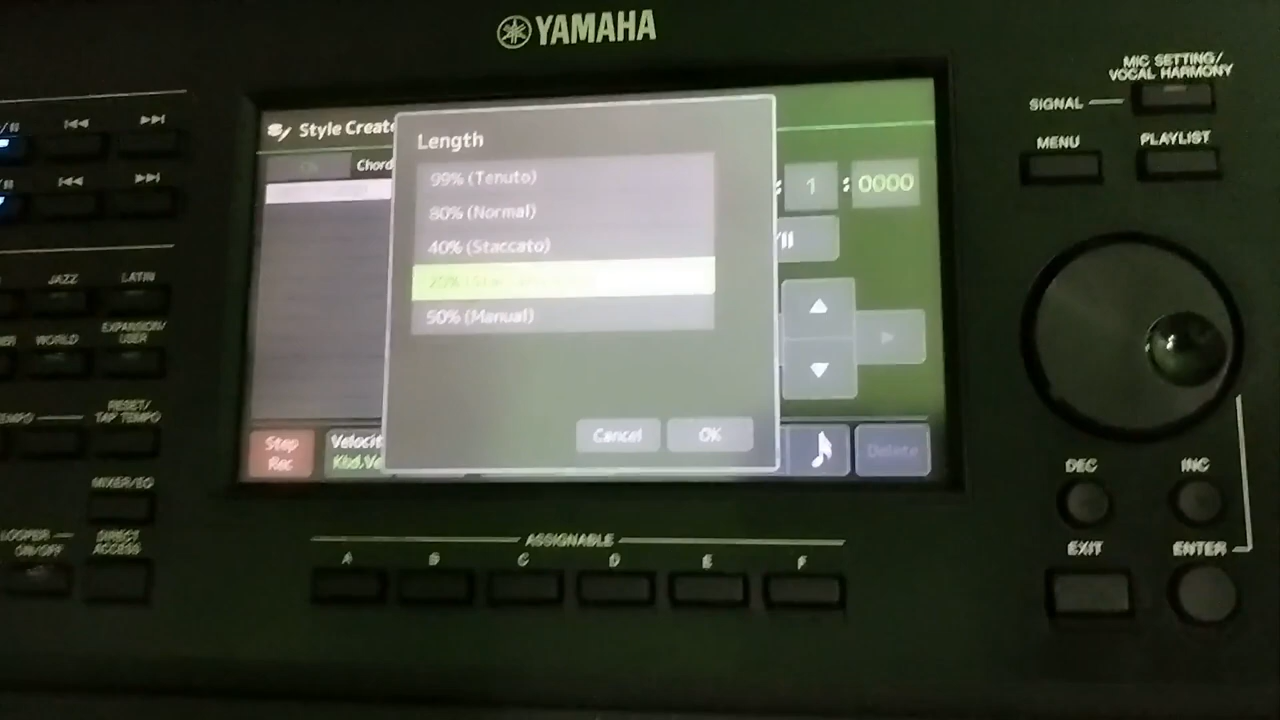 YAMAHA
MIC SETTING/
VOCAL HARMONY
SIGNAL
MENU
PLAYLIST
Style Create
Chord
Length
99% (Tenuto)
80% (Normal)
40% (Staccato)
20%
50% (Manual)
: 1 : 0000
Cancel
OK
Step
Rec
Velocit
Kbd.Ve
Delete
JAZZ
LATIN
WORLD
EXPANSION/
USER
RESET/
TAP TEMPO
MIXER/EQ
LOOPER
ON/OFF
DIRECT
ACCESS
ASSIGNABLE
A B C D E F
DEC
INC
EXIT
ENTER